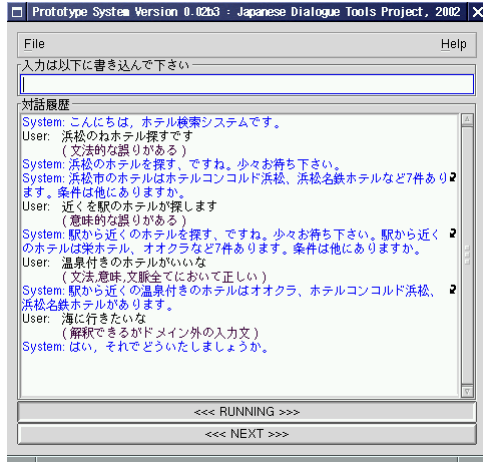 Prototype System Version 0.02b3 : Japanese Dialogue Tools Project, 2002
File Help
入力は以下に書き込んで下さい
対話履歴
System: こんにちは，ホテル検索システムです。
User: 浜松のねホテル探すです
(文法的な誤りがある)
System: 浜松のホテルを探す、ですね。少々お待ち下さい。
System: 浜松市のホテルはホテルコンコルド浜松、浜松名鉄ホテルなど7件あり
ます。条件は他にありますか。
User: 近くを駅のホテルが探します
(意味的な誤りがある)
System: 駅から近くのホテルを探す、ですね。少々お待ち下さい。駅から近く
のホテルは栄ホテル、オオクラなど7件あります。条件は他にありますか。
User: 温泉付きのホテルがいいな
(文法,意味,文脈全てにおいて正しい)
System: 駅から近くの温泉付きのホテルはオオクラ、ホテルコンコルド浜松、
浜松名鉄ホテルがあります。
User: 海に行きたいな
(解釈できるがドメイン外の入力文)
System: はい，それでどういたしましょうか。
<<< RUNNING >>>
<<< NEXT >>>